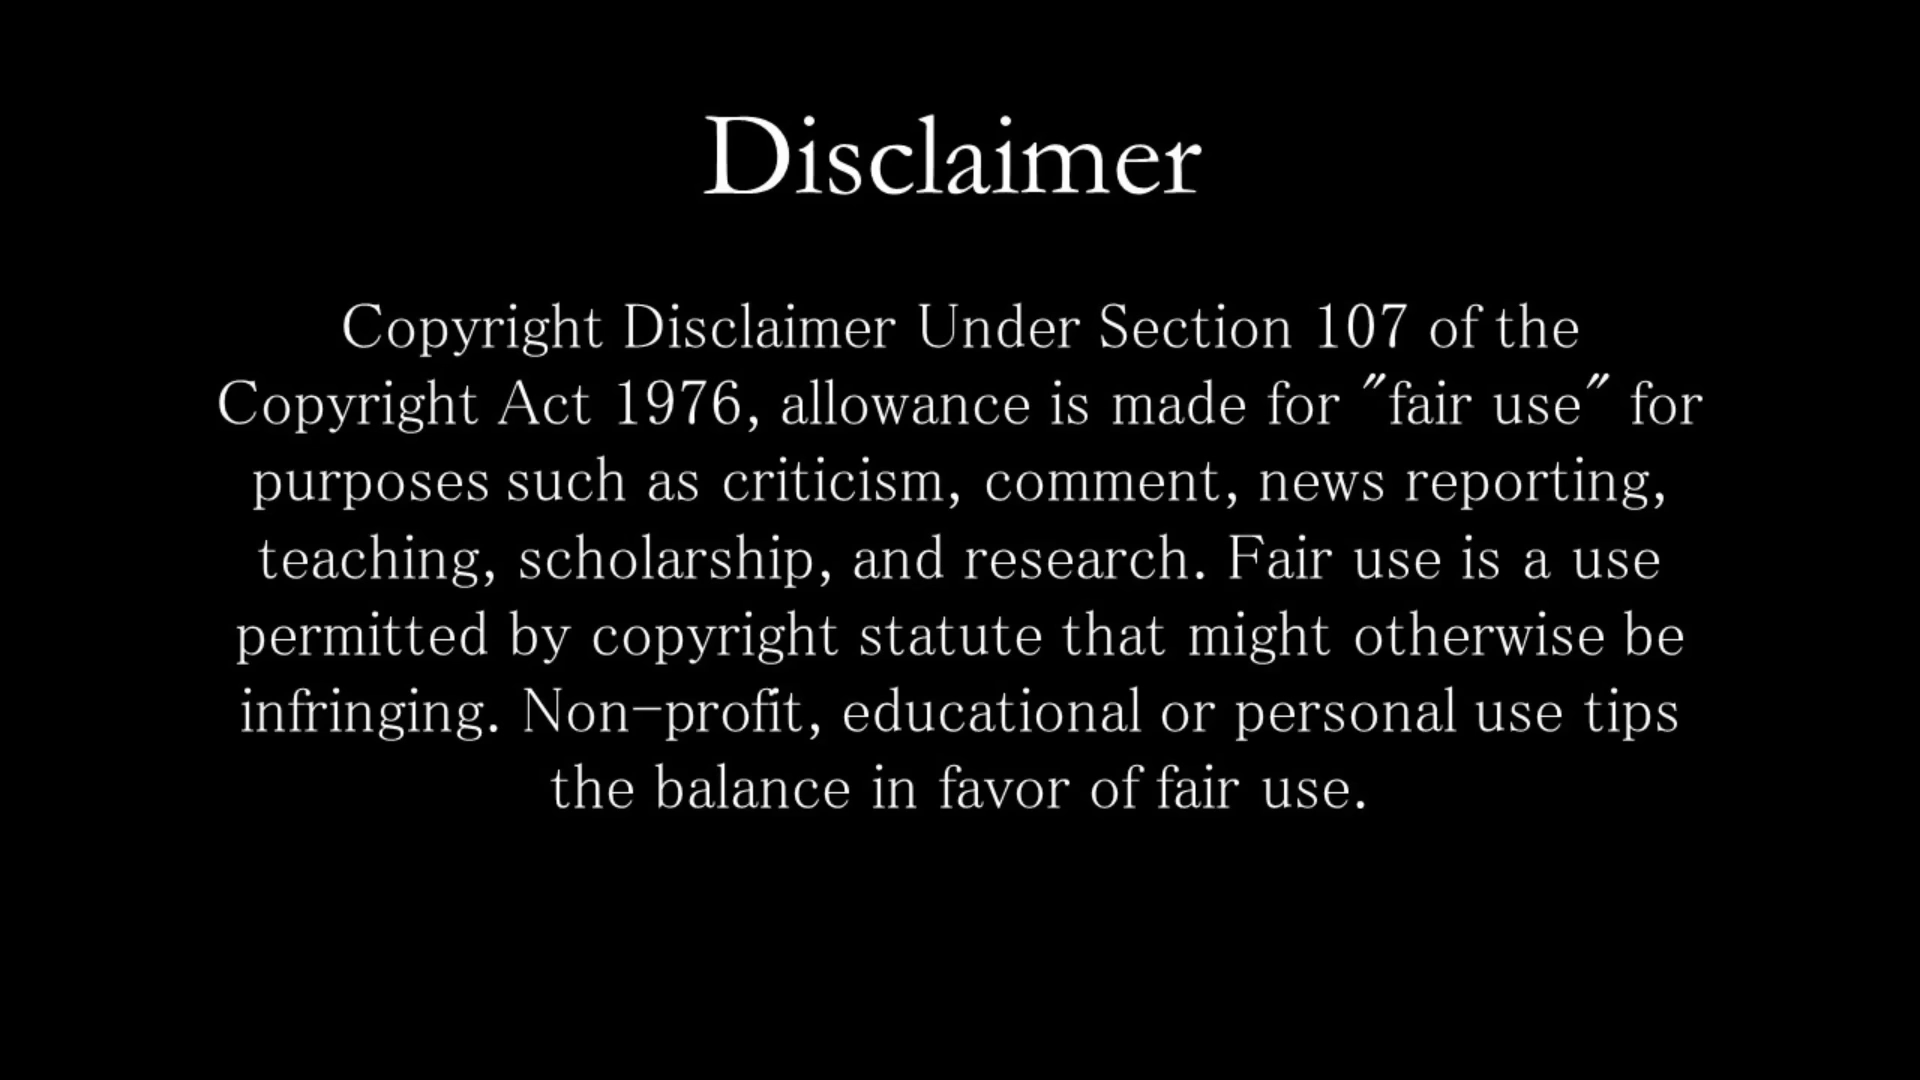 Disclaimer
Copyright Disclaimer Under Section 107 of the
Copyright Act 1976, allowance is made for "fair use" for
purposes such as criticism, comment, news reporting,
teaching, scholarship, and research. Fair use is a use
permitted by copyright statute that might otherwise be
infringing. Non-profit, educational or personal use tips
the balance in favor of fair use.